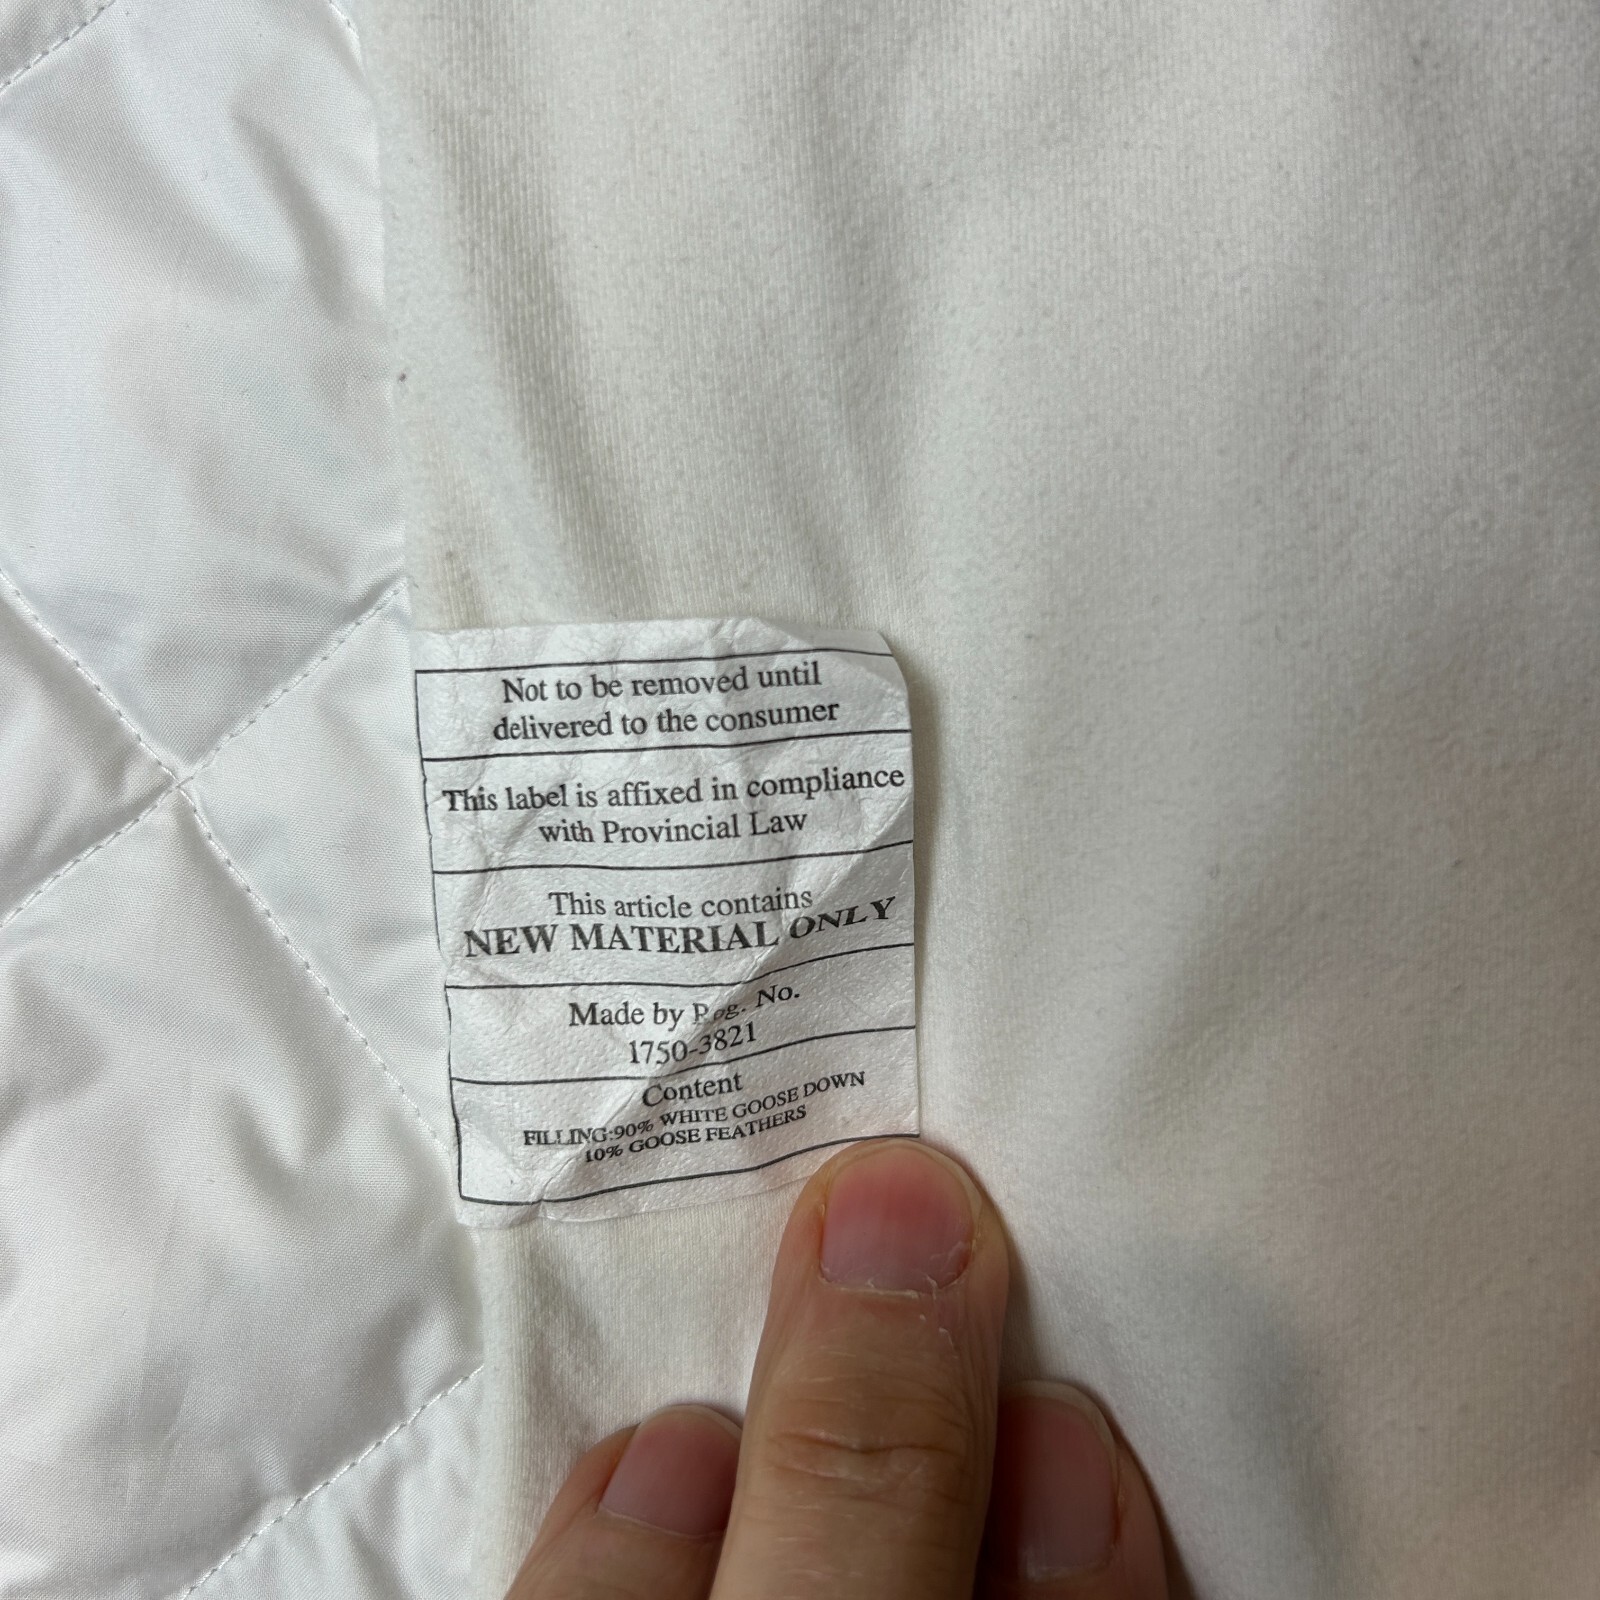 Not to be removed until
delivered to the consumer
This label is affixed in compliance
with Provincial Law
This article contains
NEW MATERIAL ONLY
Made by Reg. No.
1750-3821
Content
FILLING:90% WHITE GOOSE DOWN
10% GOOSE FEATHERS